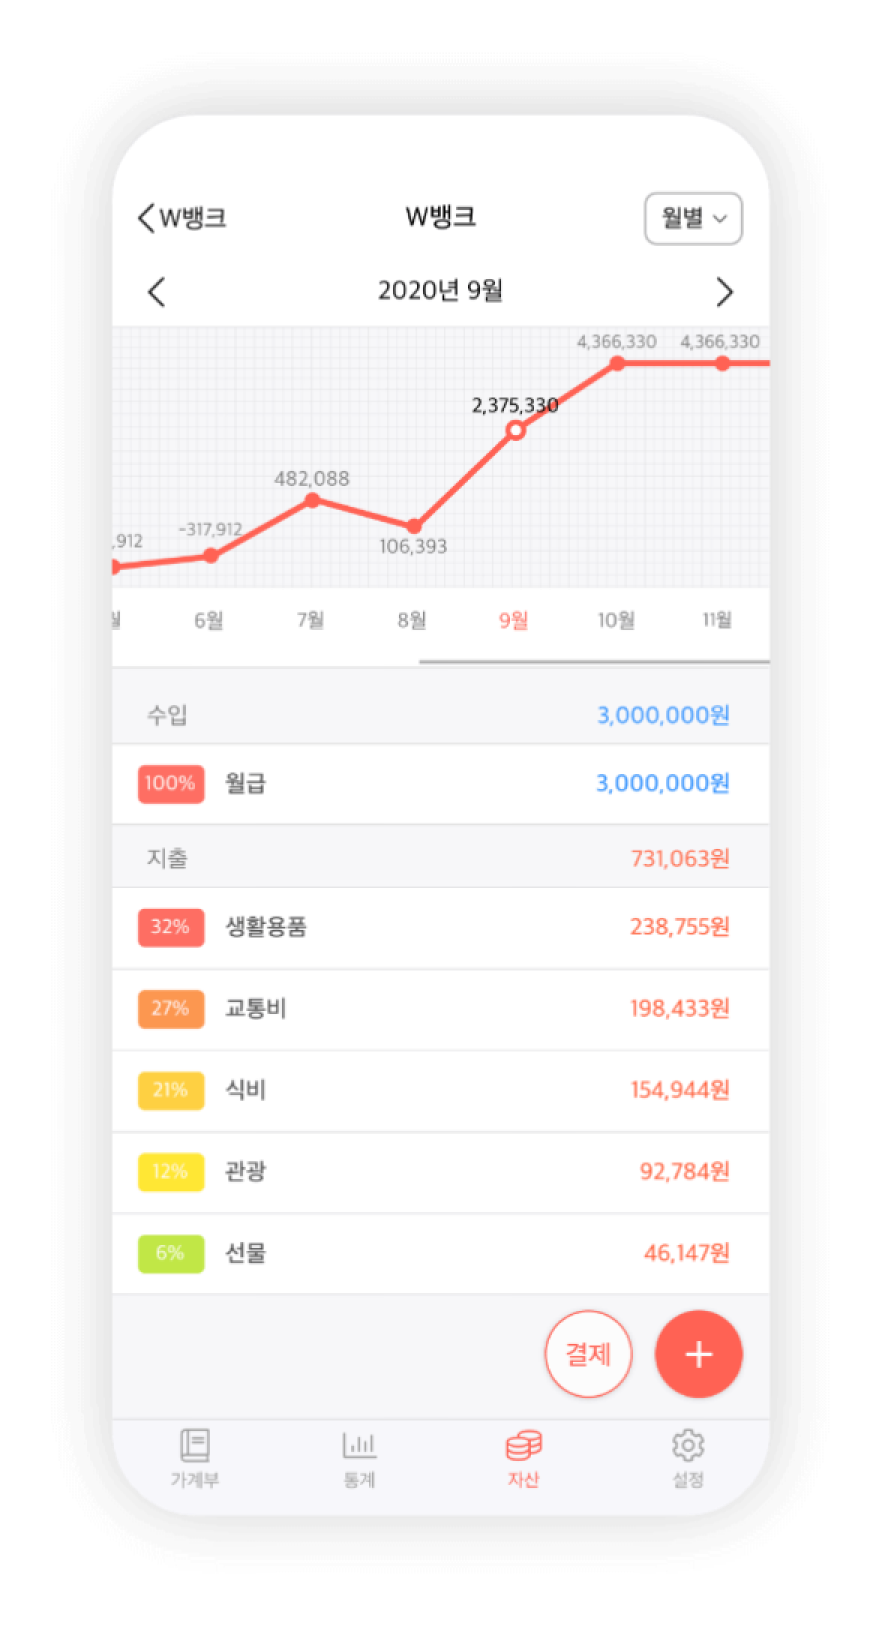 W뱅크
W뱅크
월별
2020년 9월
4,366,330 4,366,330
2,375,330
482,088
-317,912
,912
106,393
6월 7월 8월 9월 10월 11월
수입 3,000,000원
100% 월급 3,000,000원
지출 731,063원
32% 생활용품 238,755원
27% 교통비 198,433원
21% 식비 154,944원
12% 관광 92,784원
6% 선물 46,147원
결제 +
가계부 통계 자산 설정